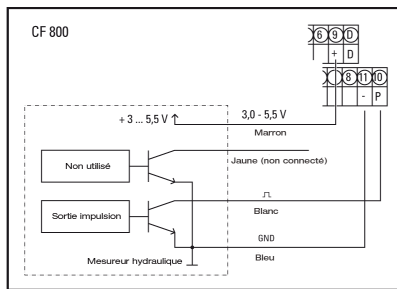 CF 800
6 9 D
+ D
8 11 10
- P
+ 3 ... 5,5 V
3,0 - 5,5 V
Marron
Non utilisé
Jaune (non connecté)
Sortie impulsion
Blanc
GND
Mesureur hydraulique
Bleu